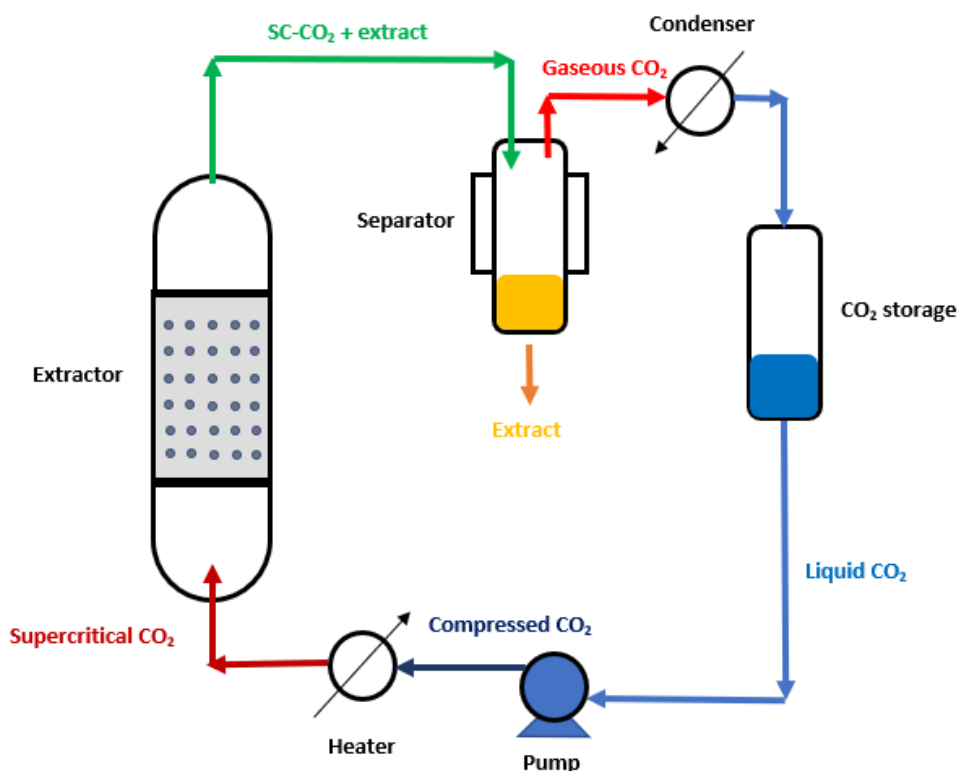 SC-CO₂ + extract
Condenser
Gaseous CO₂
Separator
CO₂ storage
Extractor
Extract
Liquid CO₂
Supercritical CO₂
Compressed CO₂
Heater
Pump